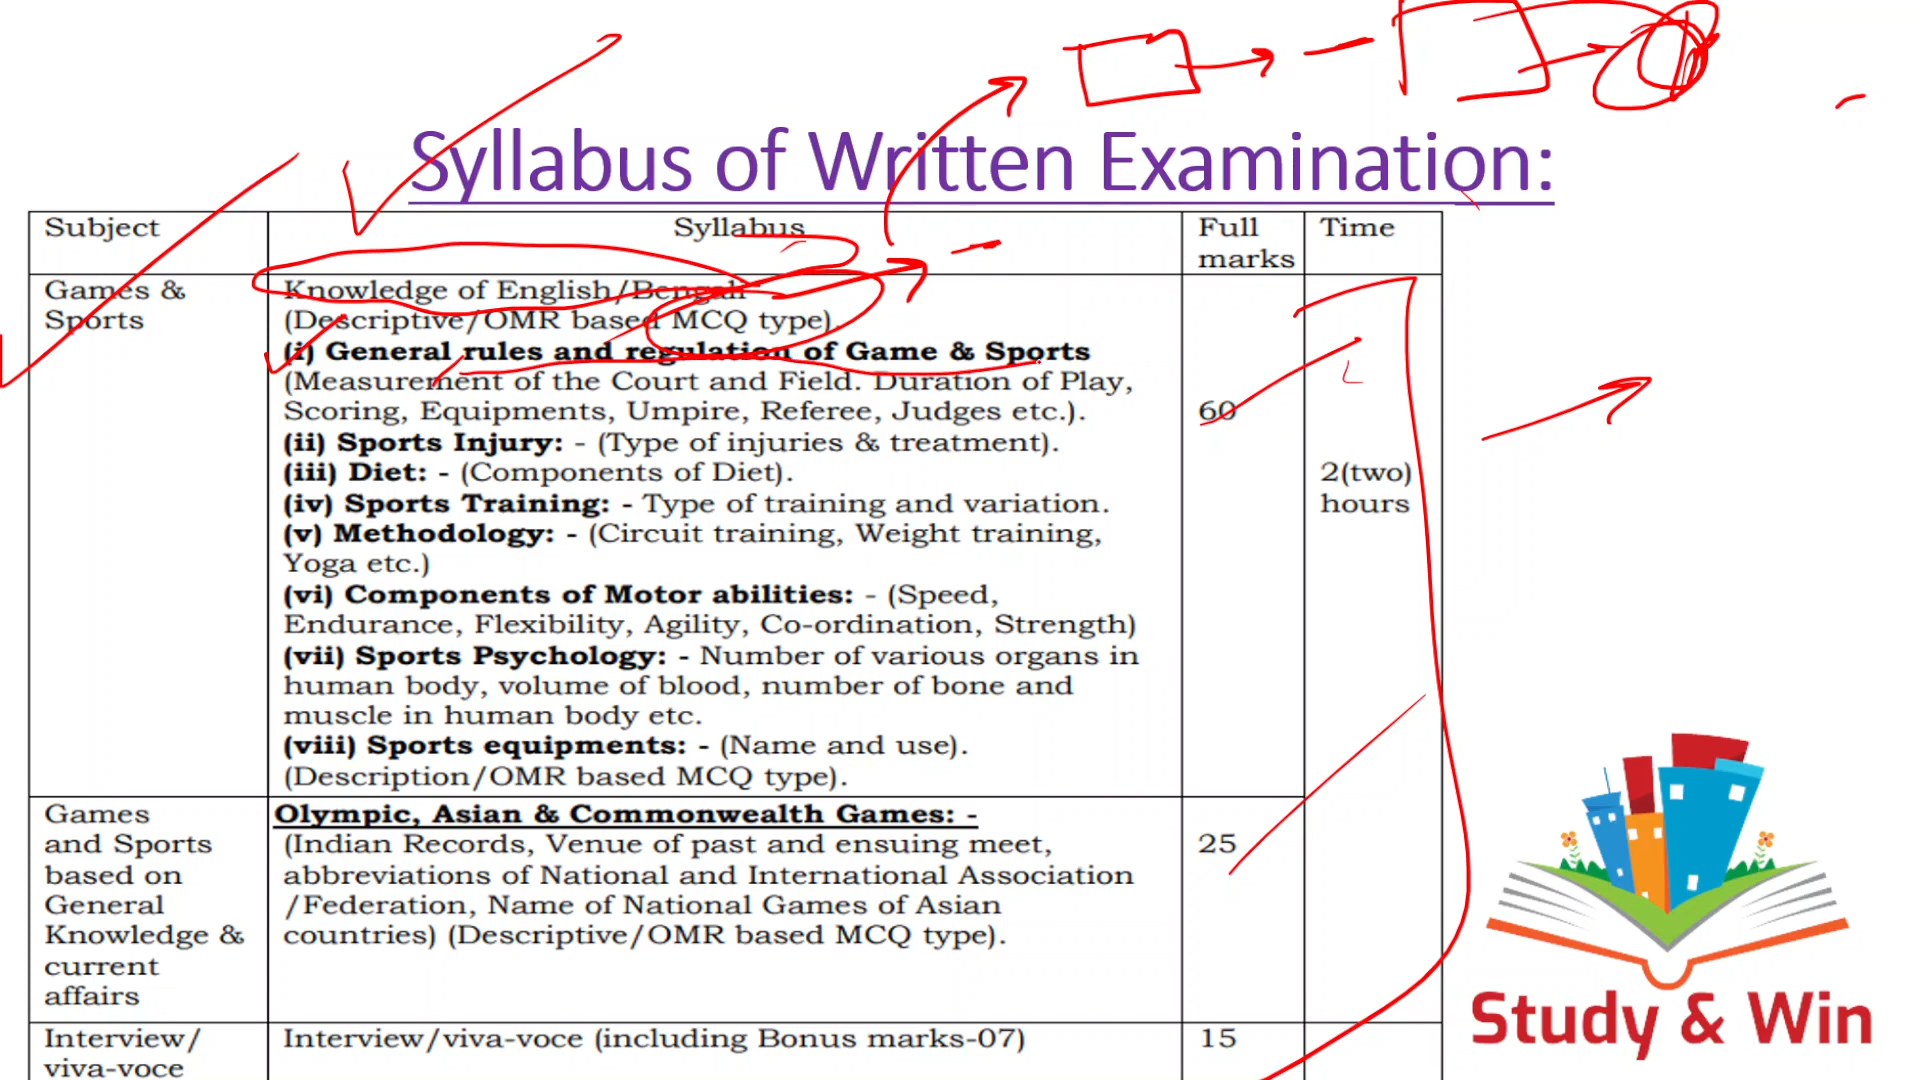 Syllabus of Written Examination:
Subject
Syllabus
Full
marks
Time
Games &
Sports
Knowledge of English/Bengali
(Descriptive/OMR based MCQ type).
(i) General rules and regulation of Game & Sports
(Measurement of the Court and Field. Duration of Play,
Scoring, Equipments, Umpire, Referee, Judges etc.).
(ii) Sports Injury: - (Type of injuries & treatment).
(iii) Diet: - (Components of Diet).
(iv) Sports Training: - Type of training and variation.
(v) Methodology: - (Circuit training, Weight training,
Yoga etc.)
(vi) Components of Motor abilities: - (Speed,
Endurance, Flexibility, Agility, Co-ordination, Strength)
(vii) Sports Psychology: - Number of various organs in
human body, volume of blood, number of bone and
muscle in human body etc.
(viii) Sports equipments: - (Name and use).
(Description/OMR based MCQ type).
60
2(two)
hours
Games
and Sports
based on
General
Knowledge &
current
affairs
Olympic, Asian & Commonwealth Games: -
(Indian Records, Venue of past and ensuing meet,
abbreviations of National and International Association
/Federation, Name of National Games of Asian
countries) (Descriptive/OMR based MCQ type).
25
Interview/
viva-voce
Interview/viva-voce (including Bonus marks-07)
15
Study & Win